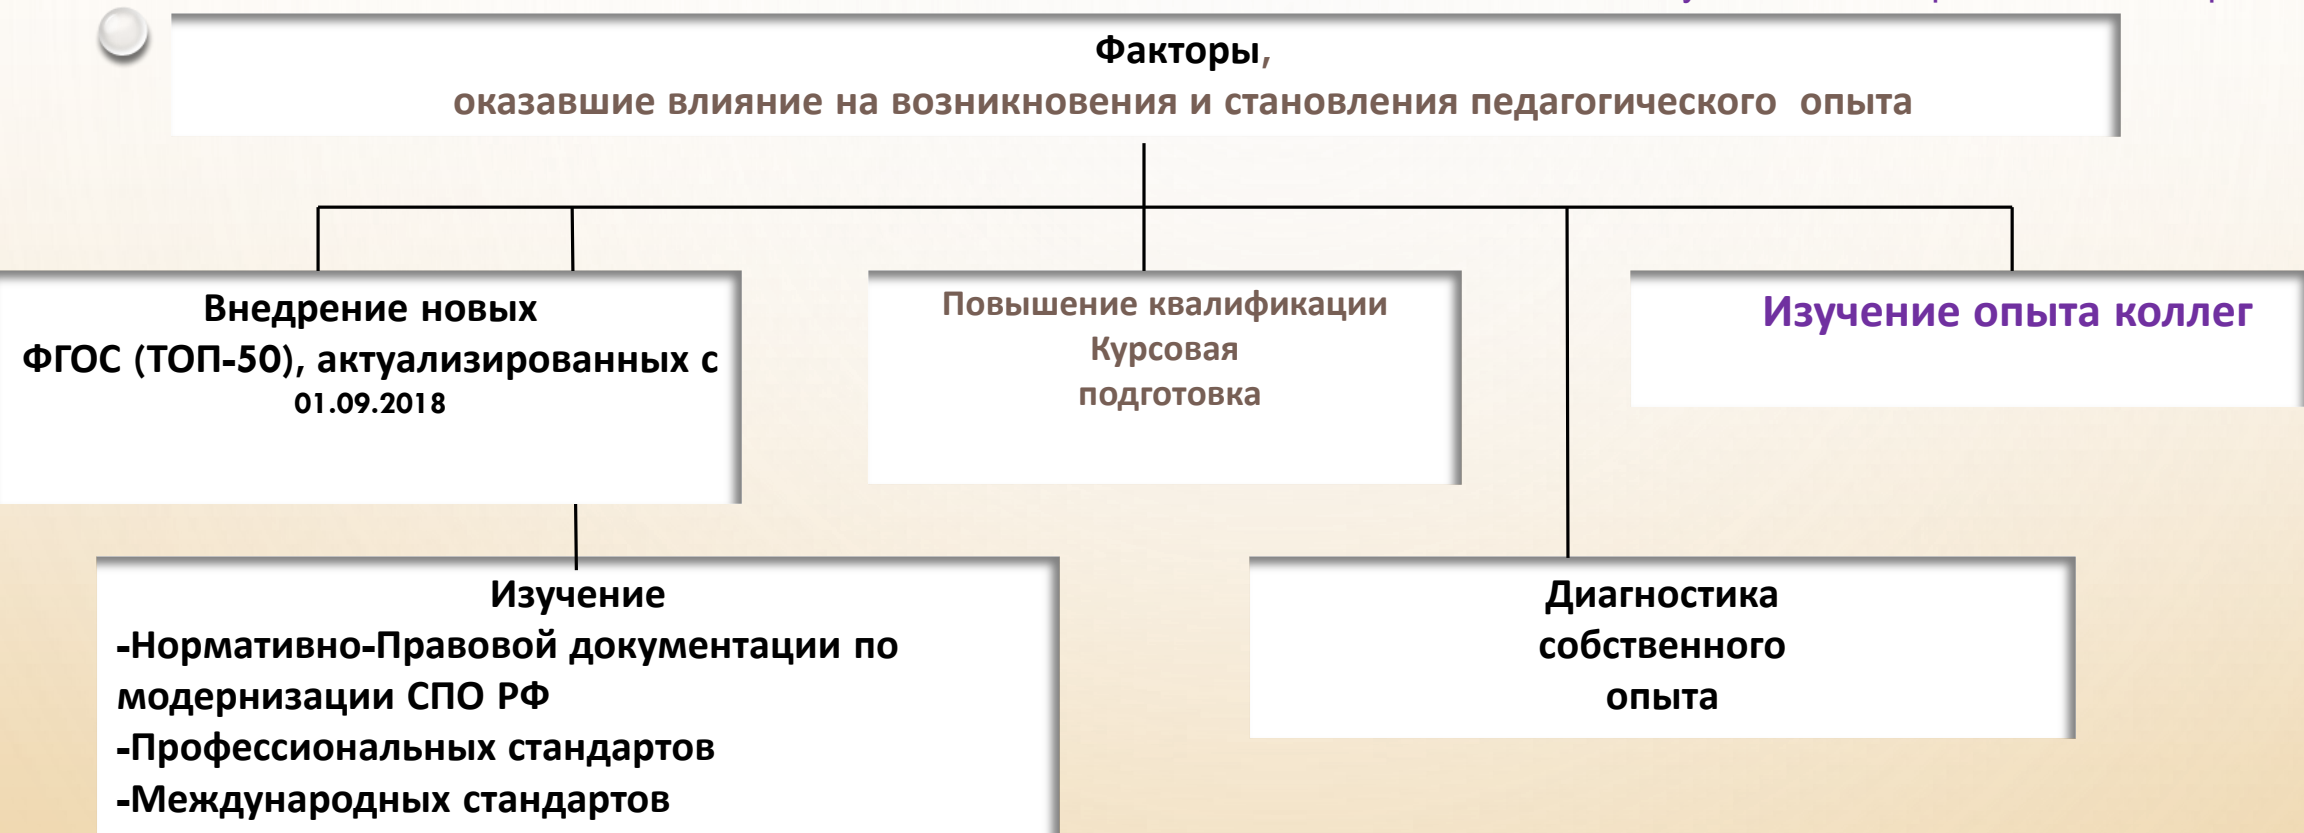 Факторы,
оказавшие влияние на возникновения и становления педагогического опыта
Внедрение новых
ФГОС (ТОП-50), актуализированных с
01.09.2018
Повышение квалификации
Курсовая
подготовка
Изучение опыта коллег
Изучение
-Нормативно-Правовой документации по
модернизации СПО РФ
-Профессиональных стандартов
-Международных стандартов
Диагностика
собственного
опыта